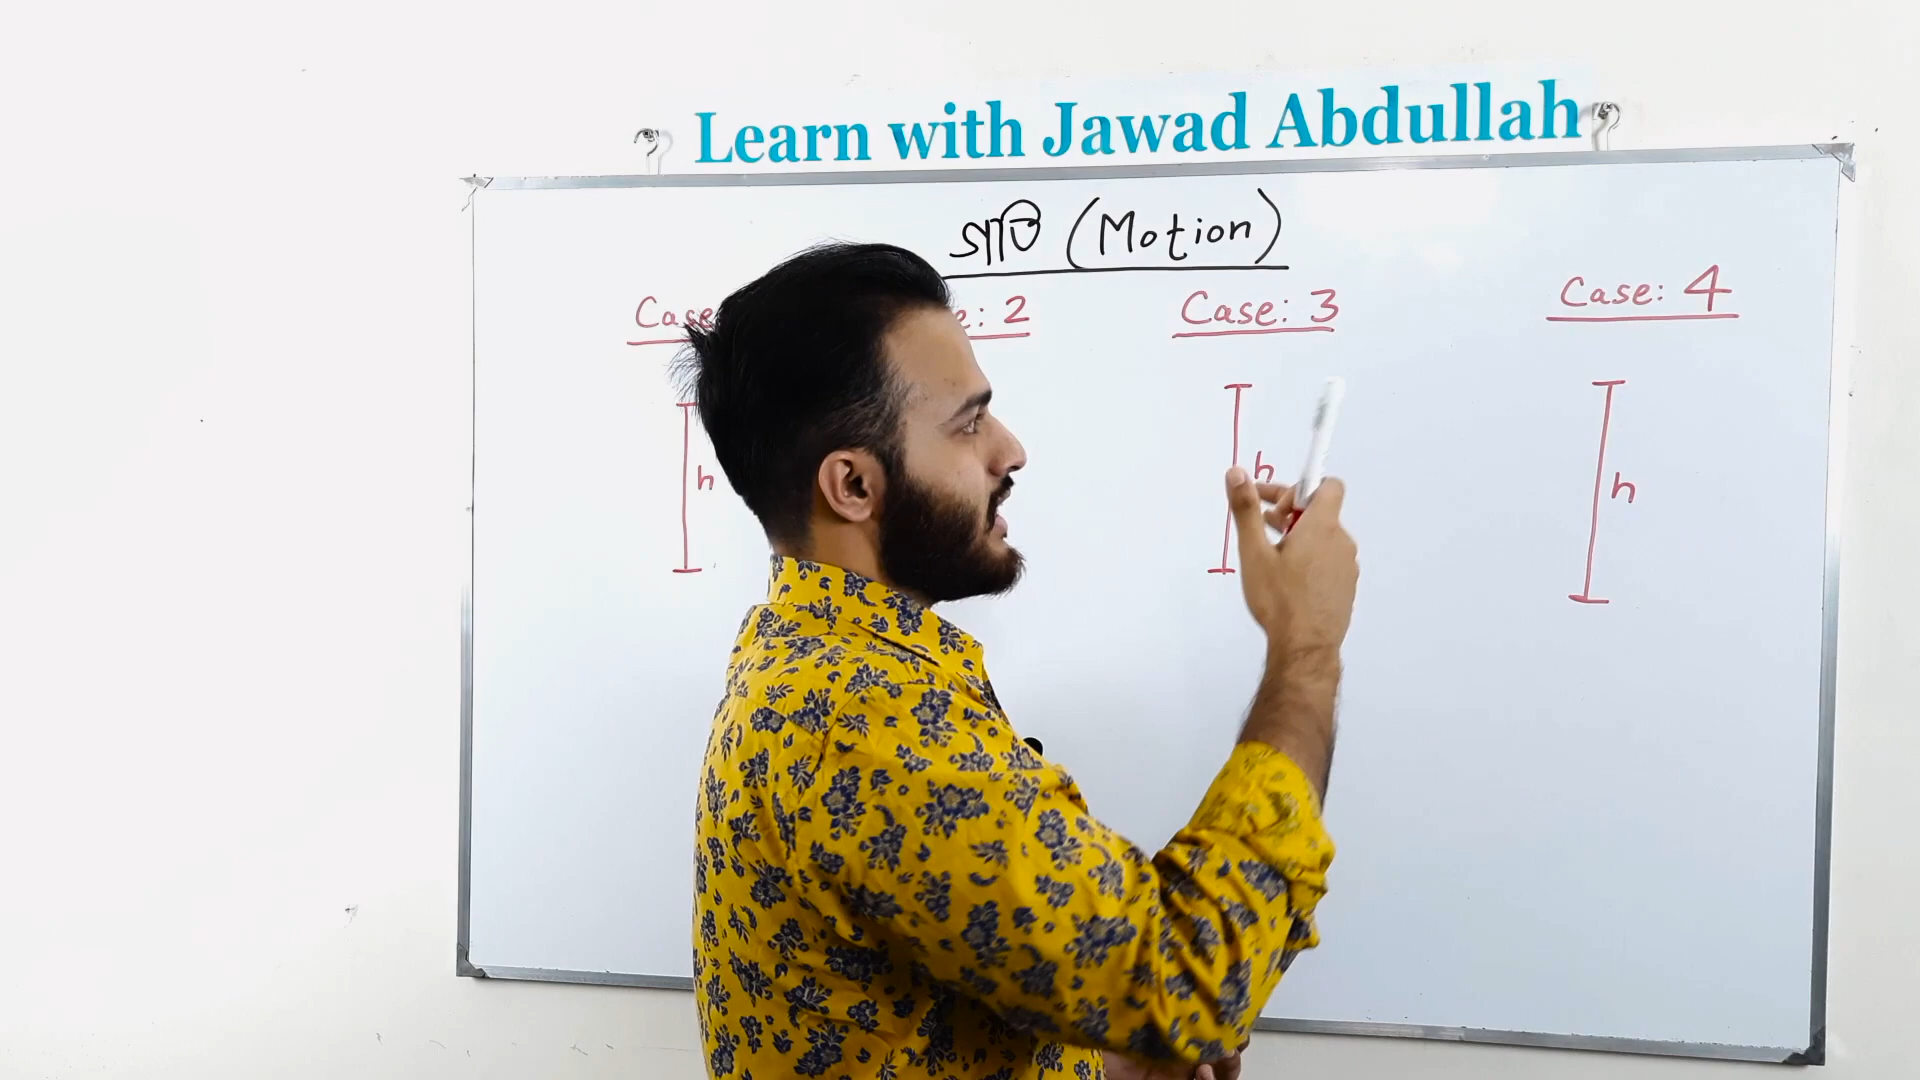 Learn with Jawad Abdullah
গতি (Motion)
Case: 2
Case: 3
Case: 4
h
h
h